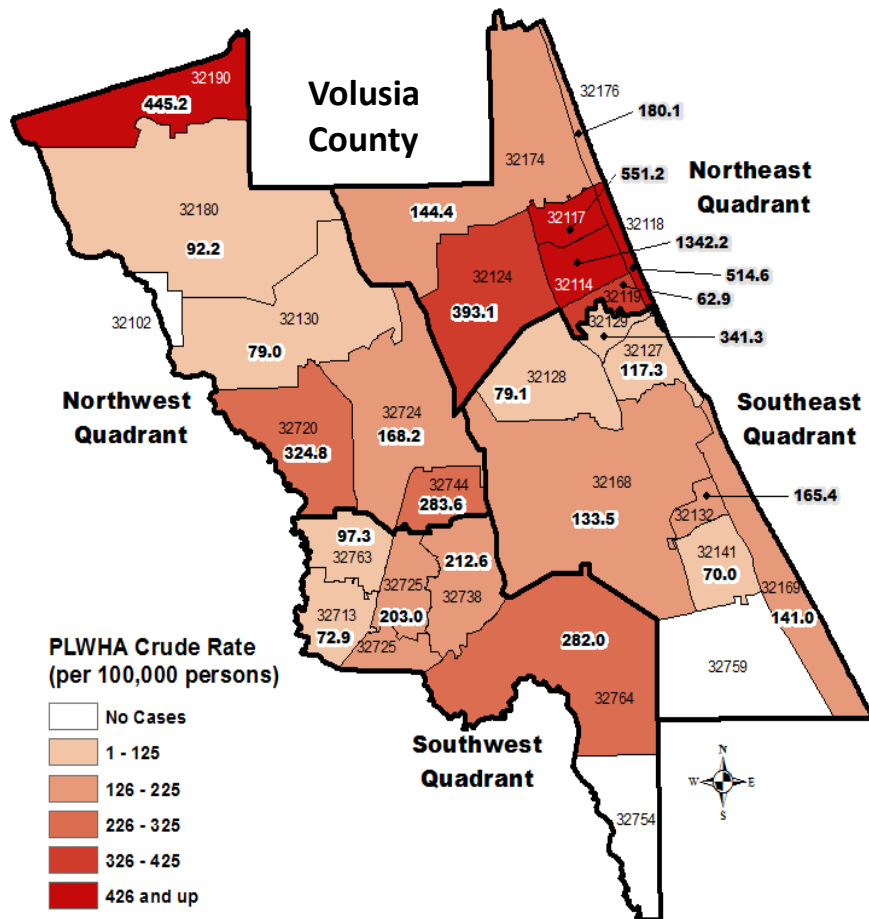 32190
445.2
Volusia
County
32176
180.1
32174
551.2
Northeast
Quadrant
32180
92.2
144.4
32117
32118
1342.2
32124
393.1
32114
514.6
62.9
32119
32102
32130
79.0
32129
341.3
32127
117.3
32128
79.1
Northwest
Quadrant
32720
324.8
32724
168.2
Southeast
Quadrant
32744
283.6
32168
133.5
165.4
32132
97.3
32763
212.6
32141
70.0
32725
203.0
32738
32169
141.0
32713
72.9
32725
282.0
32759
32764
Southwest
Quadrant
32754
PLWHA Crude Rate
(per 100,000 persons)
No Cases
1 - 125
126 - 225
226 - 325
326 - 425
426 and up
N
W E
S